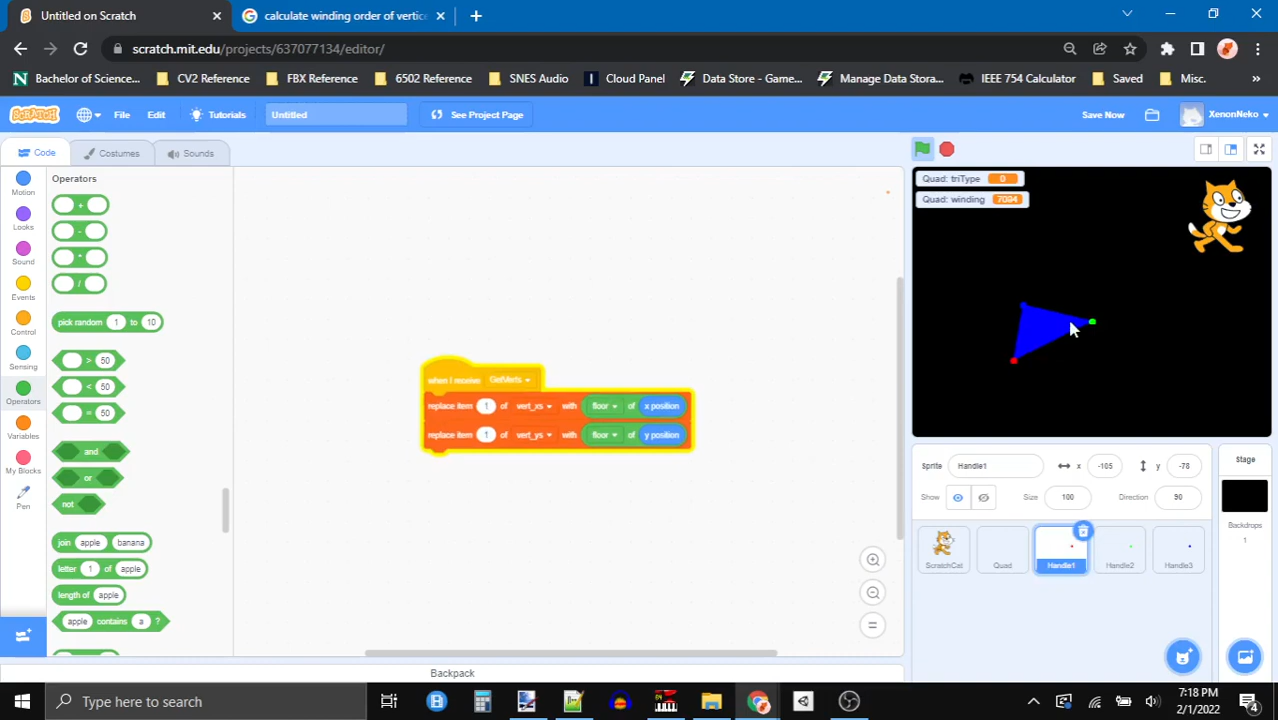 Untitled on Scratch
calculate winding order of vertice
scratch.mit.edu/projects/637077134/editor/
Bachelor of Science...
CV2 Reference
FBX Reference
6502 Reference
SNES Audio
Cloud Panel
Data Store - Game...
Manage Data Stora...
IEEE 754 Calculator
Saved
Misc.
»
SCRATCH
File
Edit
Tutorials
Untitled
See Project Page
Save Now
XenonNeko
Code
Costumes
Sounds
Motion
Looks
Sound
Events
Control
Sensing
Operators
Variables
My Blocks
Pen
Operators
+
-
*
/
pick random 1 to 10
> 50
< 50
= 50
and
or
not
join apple banana
letter 1 of apple
length of apple
apple contains a ?
when I receive GetVerts
replace item 1 of vert_xs with floor of x position
replace item 1 of vert_ys with floor of y position
Quad: triType 0
Quad: winding 7094
Sprite Handle1 x -105 y -78
Show Size 100 Direction 90
ScratchCat
Quad
Handle1
Handle2
Handle3
Stage
Backdrops
1
Backpack
Type here to search
7:18 PM
2/1/2022
4